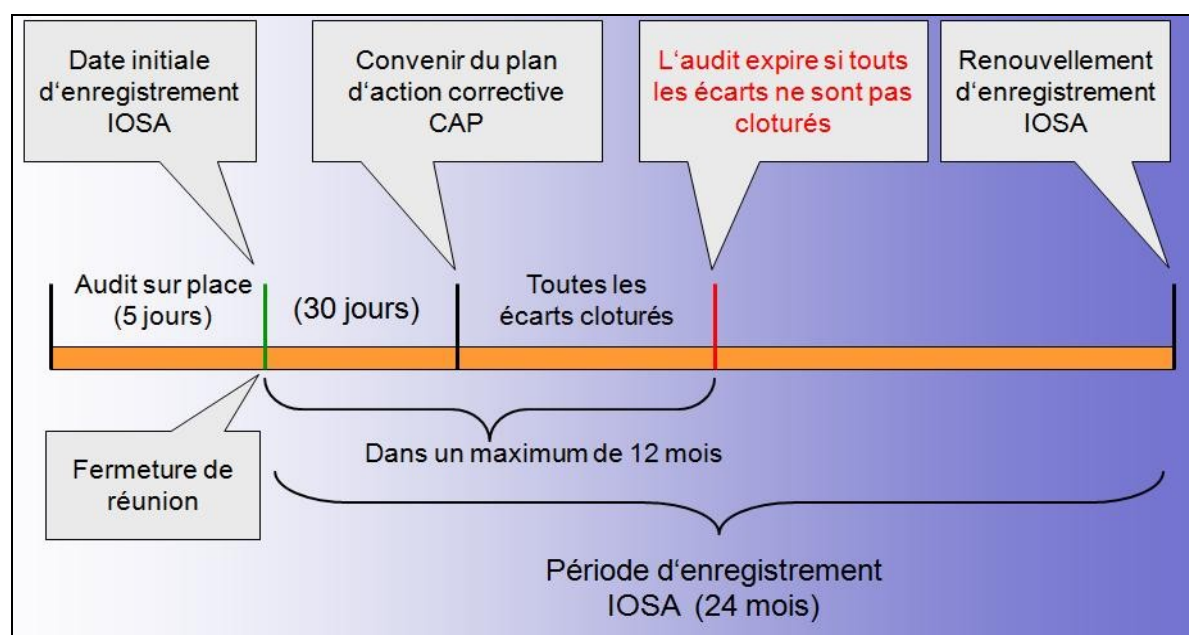 Date initiale
d‘enregistrement
IOSA
Convenir du plan
d‘action corrective
CAP
L‘audit expire si touts
les écarts ne sont pas
cloturés
Renouvellement
d‘enregistrement
IOSA
Audit sur place
(5 jours)
(30 jours)
Toutes les
écarts cloturés
Fermeture de
réunion
Dans un maximum de 12 mois
Période d‘enregistrement
IOSA (24 mois)